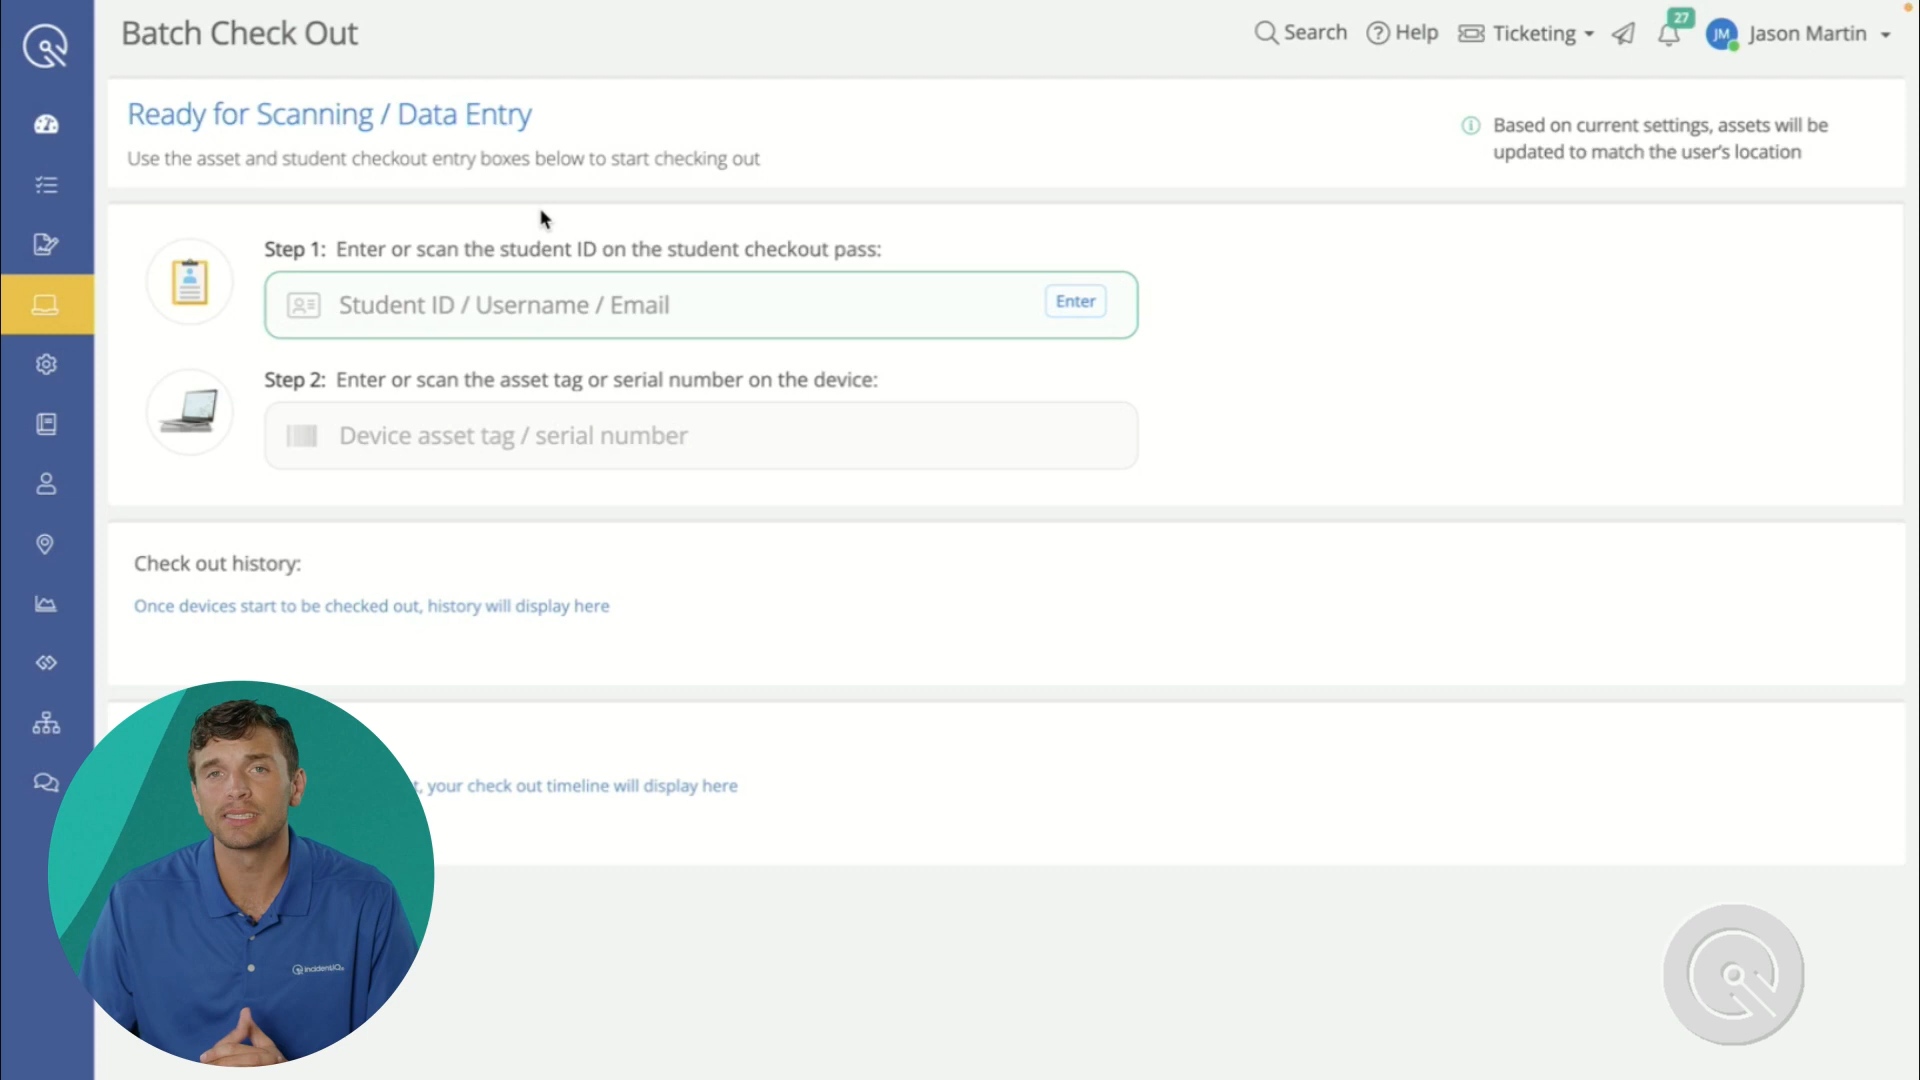 Batch Check Out
Search
Help
Ticketing
27
JM
Jason Martin
Ready for Scanning / Data Entry
Use the asset and student checkout entry boxes below to start checking out
Based on current settings, assets will be
updated to match the user's location
Step 1: Enter or scan the student ID on the student checkout pass:
Student ID / Username / Email
Enter
Step 2: Enter or scan the asset tag or serial number on the device:
Device asset tag / serial number
Check out history:
Once devices start to be checked out, history will display here
, your check out timeline will display here
incidentIQ